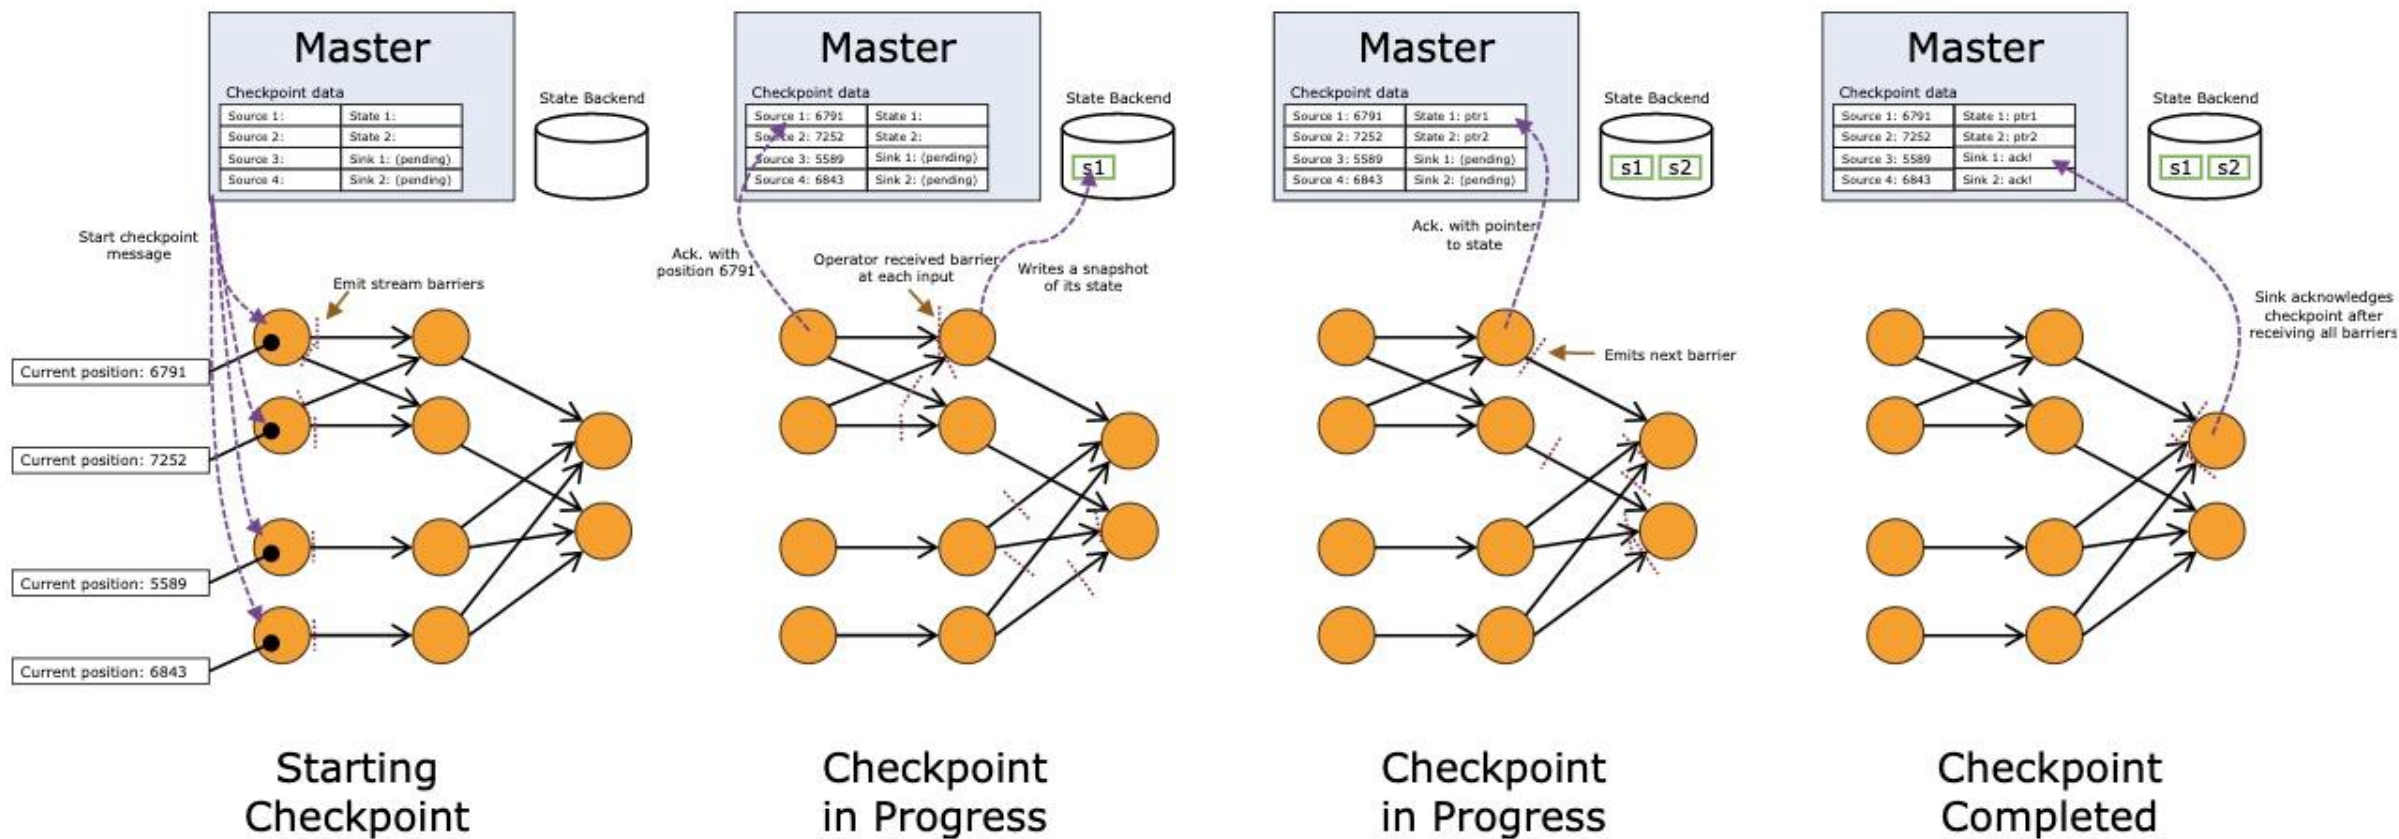 Master
Checkpoint data
Source 1:
State 1:
Source 2:
State 2:
Source 3:
Sink 1: (pending)
Source 4:
Sink 2: (pending)
State Backend
Start checkpoint
message
Emit stream barriers
Current position: 6791
Current position: 7252
Current position: 5589
Current position: 6843
Starting
Checkpoint
Master
Checkpoint data
Source 1: 6791
State 1:
Source 2: 7252
State 2:
Source 3: 5589
Sink 1: (pending)
Source 4: 6843
Sink 2: (pending)
State Backend
s1
Ack. with
position 6791
Operator received barrier
at each input
Writes a snapshot
of its state
Checkpoint
in Progress
Master
Checkpoint data
Source 1: 6791
State 1: ptr1
Source 2: 7252
State 2: ptr2
Source 3: 5589
Sink 1: (pending)
Source 4: 6843
Sink 2: (pending)
State Backend
s1
s2
Ack. with pointer
to state
Emits next barrier
Checkpoint
in Progress
Master
Checkpoint data
Source 1: 6791
State 1: ptr1
Source 2: 7252
State 2: ptr2
Source 3: 5589
Sink 1: ack!
Source 4: 6843
Sink 2: ack!
State Backend
s1
s2
Sink acknowledges
checkpoint after
receiving all barriers
Checkpoint
Completed